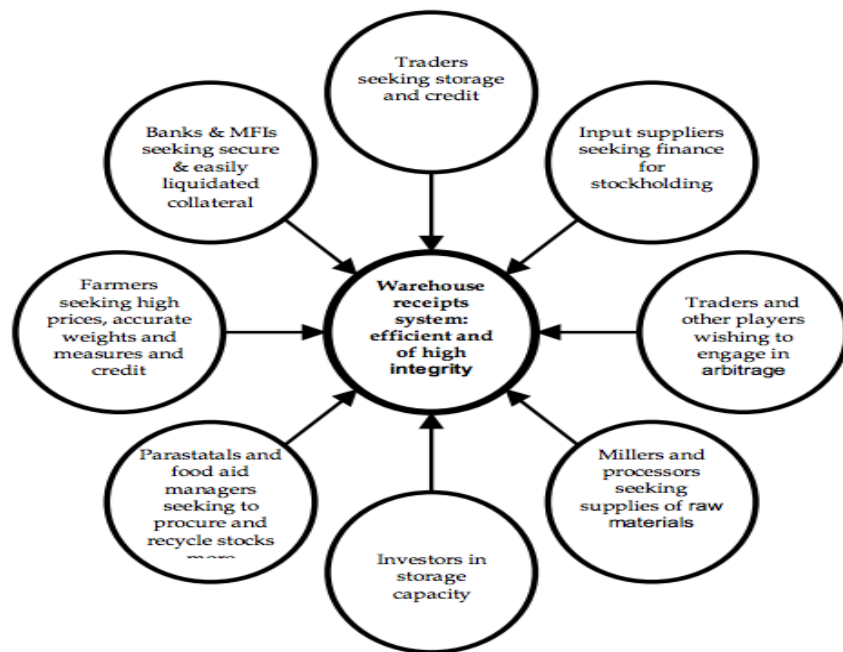 Traders
seeking storage
and credit
Banks & MFIs
seeking secure
& easily
liquidated
collateral
Input suppliers
seeking finance
for
stockholding
Farmers
seeking high
prices, accurate
weights and
measures and
credit
Warehouse
receipts
system:
efficient and
of high
integrity
Traders and
other players
wishing to
engage in
arbitrage
Parastatals and
food aid
managers
seeking to
procure and
recycle stocks
more
Millers and
processors
seeking
supplies of raw
materials
Investors in
storage
capacity